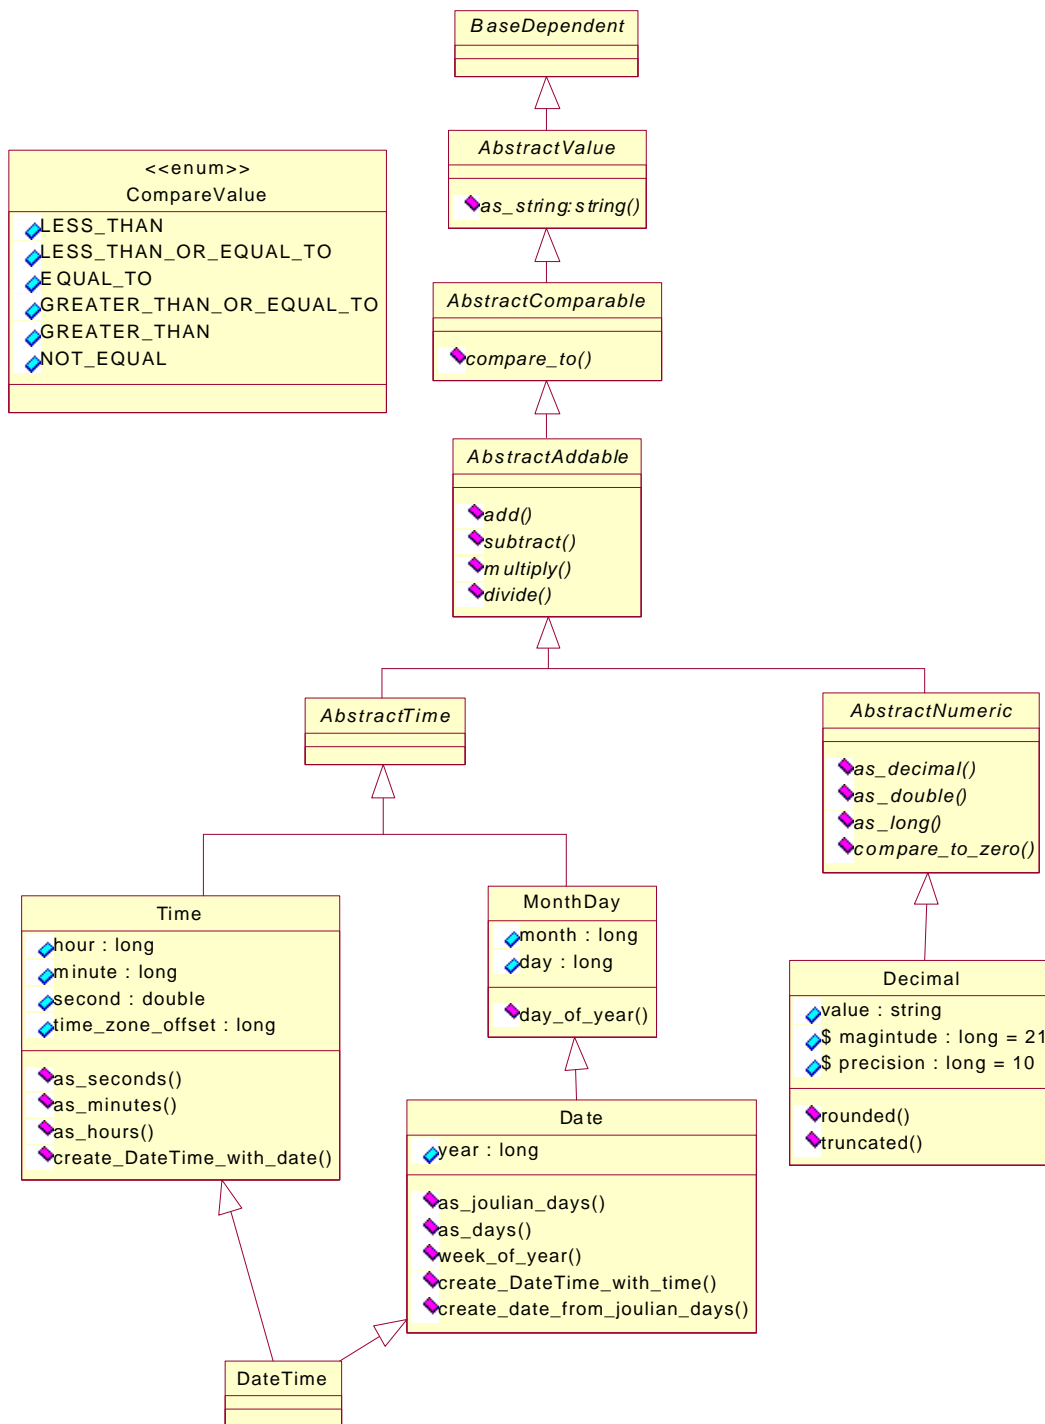 BaseDependent
AbstractValue
as_string:string()
<<enum>>
CompareValue
LESS_THAN
LESS_THAN_OR_EQUAL_TO
EQUAL_TO
GREATER_THAN_OR_EQUAL_TO
GREATER_THAN
NOT_EQUAL
AbstractComparable
compare_to()
AbstractAddable
add()
subtract()
multiply()
divide()
AbstractTime
AbstractNumeric
as_decimal()
as_double()
as_long()
compare_to_zero()
Time
hour : long
minute : long
second : double
time_zone_offset : long
as_seconds()
as_minutes()
as_hours()
create_DateTime_with_date()
MonthDay
month : long
day : long
day_of_year()
Decimal
value : string
$ magintude : long = 21
$ precision : long = 10
rounded()
truncated()
Date
year : long
as_joulian_days()
as_days()
week_of_year()
create_DateTime_with_time()
create_date_from_joulian_days()
DateTime